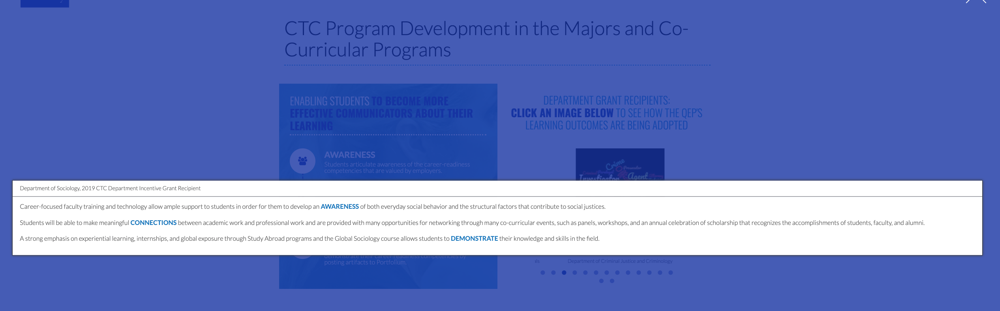 CTC Program Development in the Majors and Co-
Curricular Programs
ENABLING STUDENTS TO BECOME MORE
EFFECTIVE COMMUNICATORS ABOUT THEIR
LEARNING
AWARENESS
Students articulate awareness of the career-readiness
competencies that are valued by employers.
DEPARTMENT GRANT RECIPIENTS:
CLICK AN IMAGE BELOW TO SEE HOW THE QEP'S
LEARNING OUTCOMES ARE BEING ADOPTED
Crime
Prosecutor
Investigator
Agent
Department of Sociology, 2019 CTC Department Incentive Grant Recipient
Career-focused faculty training and technology allow ample support to students in order for them to develop an AWARENESS of both everyday social behavior and the structural factors that contribute to social justices.
Students will be able to make meaningful CONNECTIONS between academic work and professional work and are provided with many opportunities for networking through many co-curricular events, such as panels, workshops, and an annual celebration of scholarship that recognizes the accomplishments of students, faculty, and alumni.
A strong emphasis on experiential learning, internships, and global exposure through Study Abroad programs and the Global Sociology course allows students to DEMONSTRATE their knowledge and skills in the field.
demonstrate their career readiness competencies by
posting artifacts to Portfolium.
als
Department of Criminal Justice and Criminology